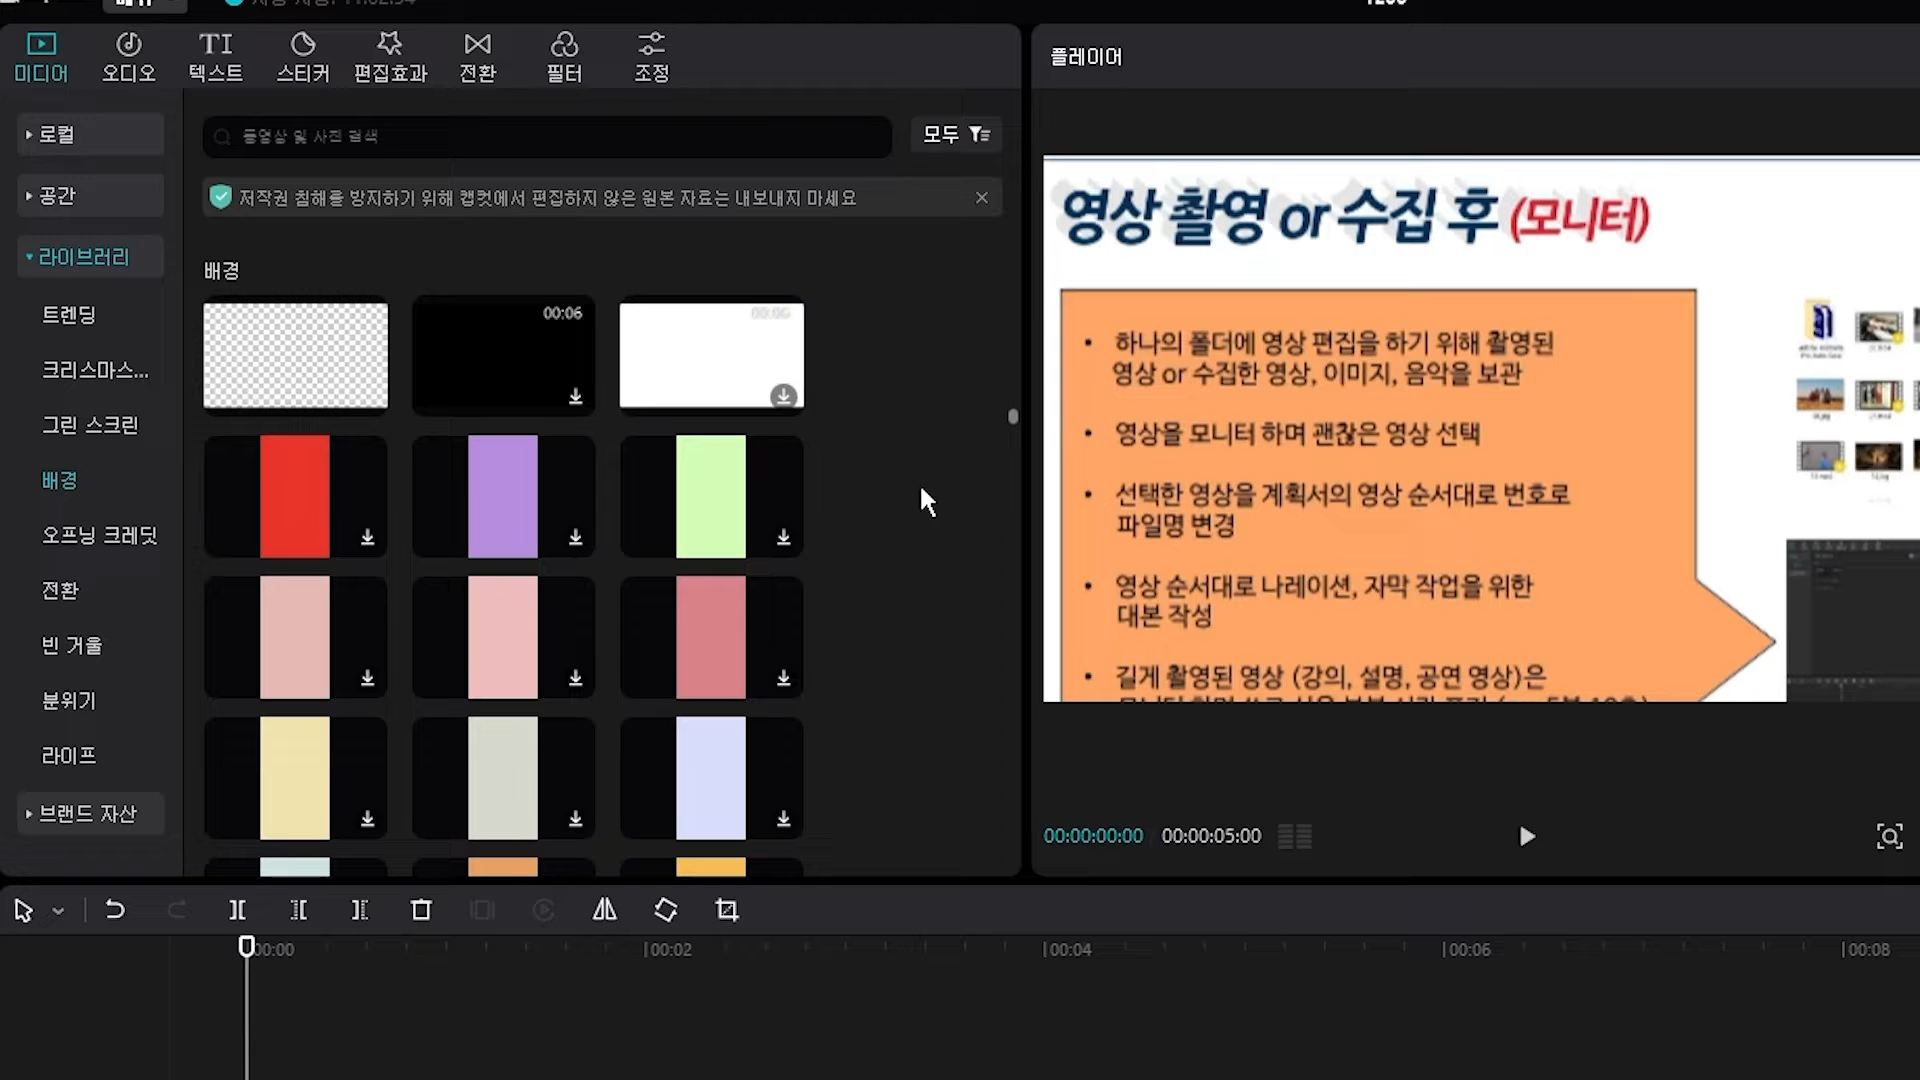 미디어
오디오
텍스트
스티커
편집효과
전환
필터
조정
로컬
공간
라이브러리
트렌딩
크리스마스...
그린 스크린
배경
오프닝 크레딧
전환
빈 거울
분위기
라이프
브랜드 자산
동영상 및 사진 검색
모두
저작권 침해를 방지하기 위해 캡컷에서 편집하지 않은 원본 자료는 내보내지 마세요
배경
00:06
00:06
플레이어
영상 촬영 or 수집 후 (모니터)
• 하나의 폴더에 영상 편집을 하기 위해 촬영된
영상 or 수집한 영상, 이미지, 음악을 보관
• 영상을 모니터 하며 괜찮은 영상 선택
• 선택한 영상을 계획서의 영상 순서대로 번호로
파일명 변경
• 영상 순서대로 나레이션, 자막 작업을 위한
대본 작성
• 길게 촬영된 영상 (강의, 설명, 공연 영상)은
00:00:00:00
00:00:05:00
00:00
00:02
00:04
00:06
00:08